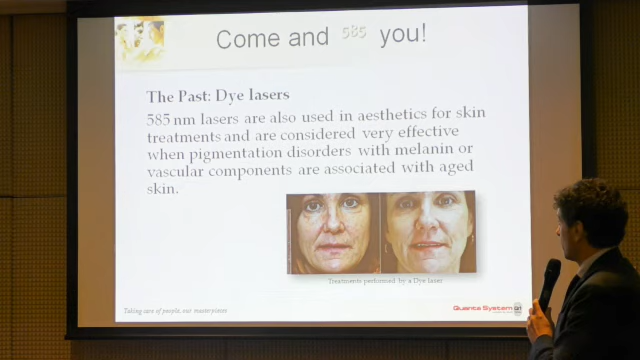 Come and 585 you!
The Past: Dye lasers
585 nm lasers are also used in aesthetics for skin
treatments and are considered very effective
when pigmentation disorders with melanin or
vascular components are associated with aged
skin.
Treatments performed by a Dye laser
Taking care of people, our masterpieces
Quanta System